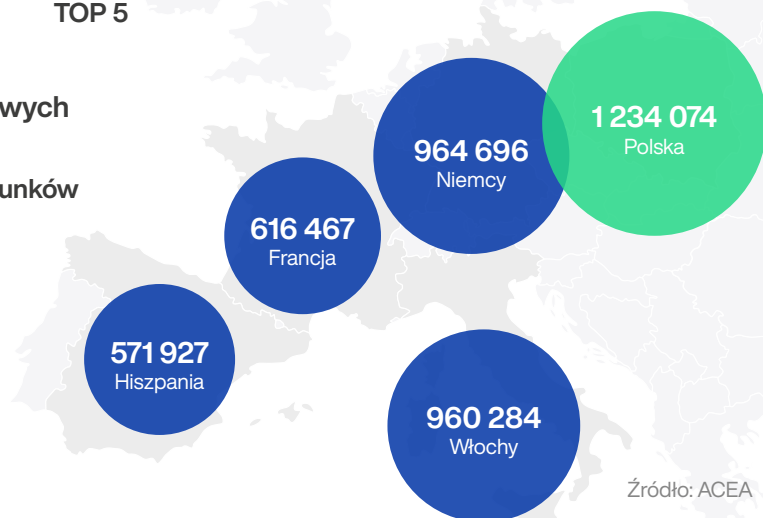 TOP 5
wych
unków
1 234 074
Polska
964 696
Niemcy
616 467
Francja
571 927
Hiszpania
960 284
Włochy
Źródło: ACEA